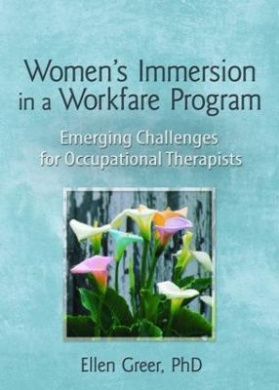 Women's Immersion
in a Workfare Program
Emerging Challenges
for Occupational Therapists
Ellen Greer, PhD